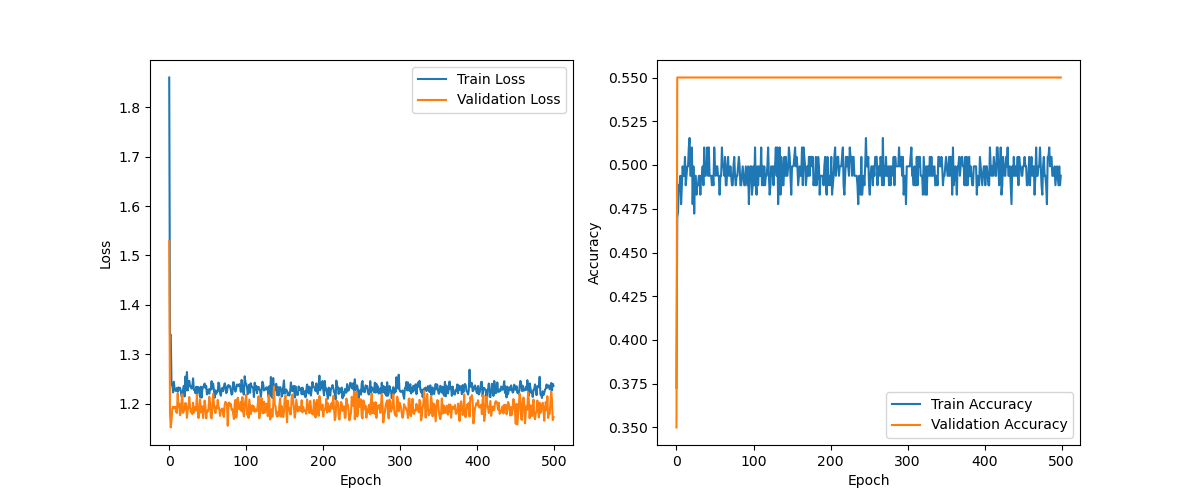 Train Loss
Validation Loss
1.8
1.7
1.6
1.5
1.4
1.3
1.2
Loss
0 100 200 300 400 500
Epoch
0.550
0.525
0.500
0.475
0.450
0.425
0.400
0.375
0.350
Accuracy
Train Accuracy
Validation Accuracy
0 100 200 300 400 500
Epoch